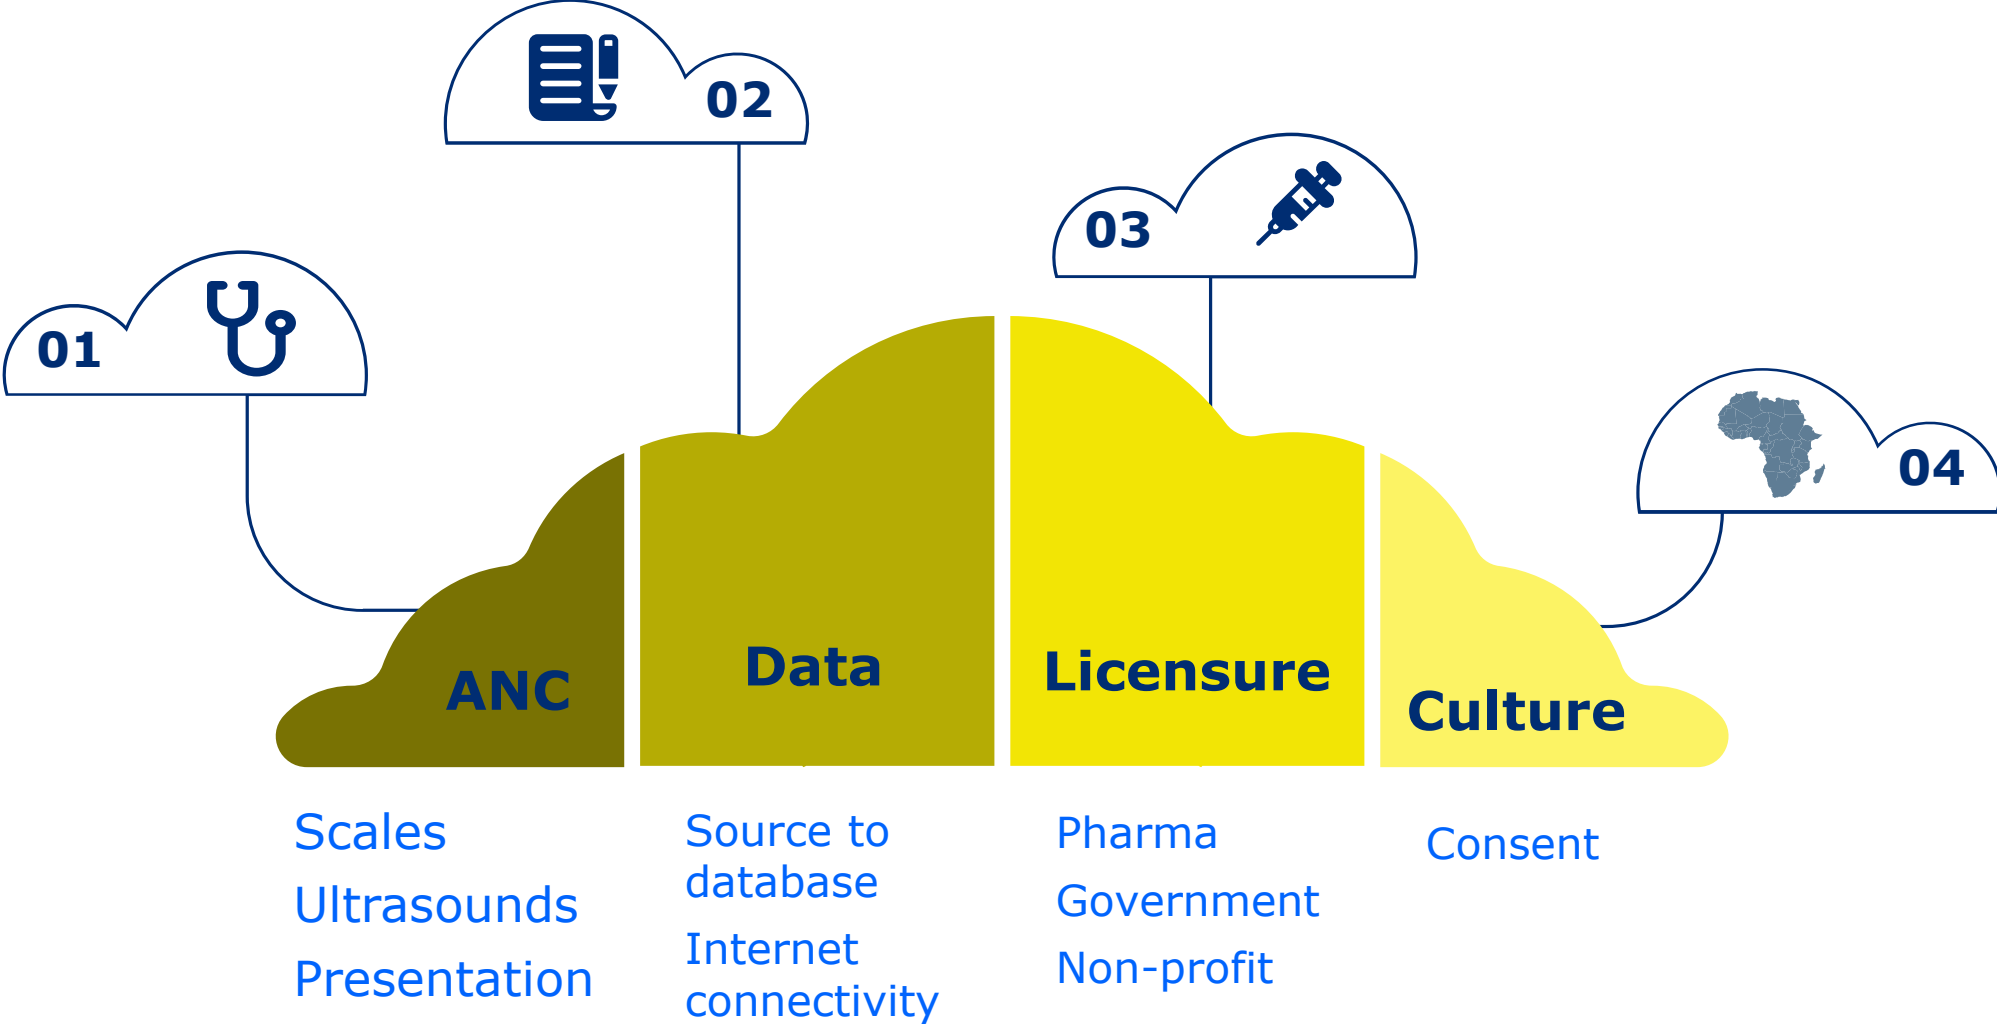 01
02
03
04
ANC
Data
Licensure
Culture
Scales
Ultrasounds
Presentation
Source to
database
Internet
connectivity
Pharma
Government
Non-profit
Consent